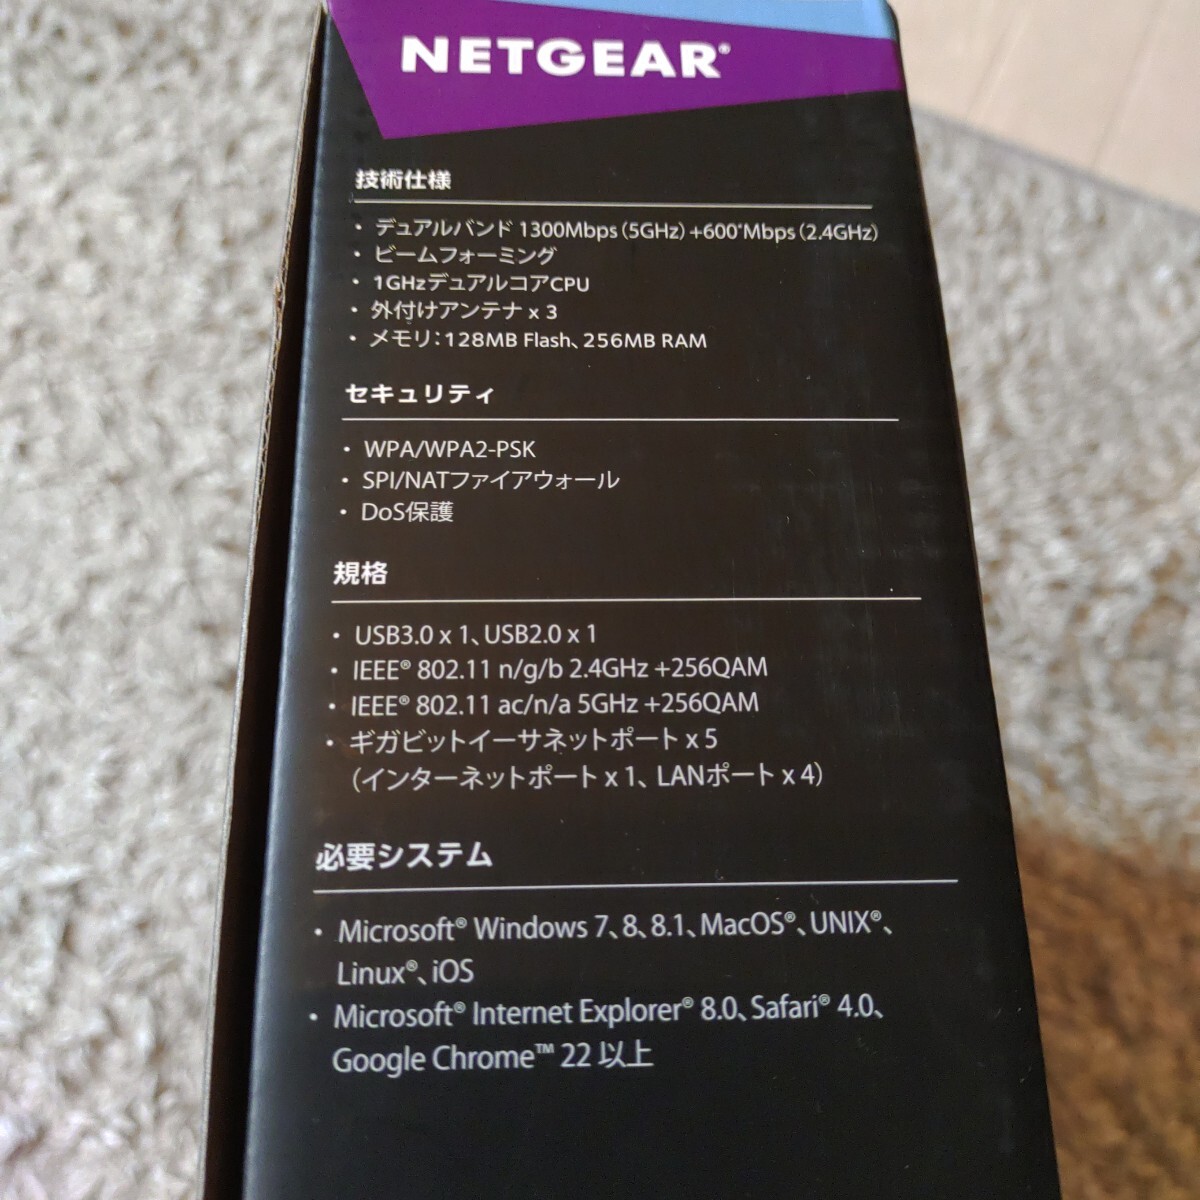 NETGEAR®
技術仕様
・ デュアルバンド 1300Mbps (5GHz) +600*Mbps (2.4GHz)
・ ビームフォーミング
・ 1GHzデュアルコアCPU
・ 外付けアンテナ x 3
・ メモリ:128MB Flash、256MB RAM
セキュリティ
・ WPA/WPA2-PSK
・ SPI/NATファイアウォール
・ DoS保護
規格
・ USB3.0 x 1、USB2.0 x 1
・ IEEE® 802.11 n/g/b 2.4GHz +256QAM
・ IEEE® 802.11 ac/n/a 5GHz +256QAM
・ ギガビットイーサネットポート x 5
(インターネットポート x 1、LANポート x 4)
必要システム
・ Microsoft® Windows 7、8、8.1、MacOS®、UNIX®、
Linux®、iOS
・ Microsoft® Internet Explorer® 8.0、Safari® 4.0、
Google Chrome™ 22 以上